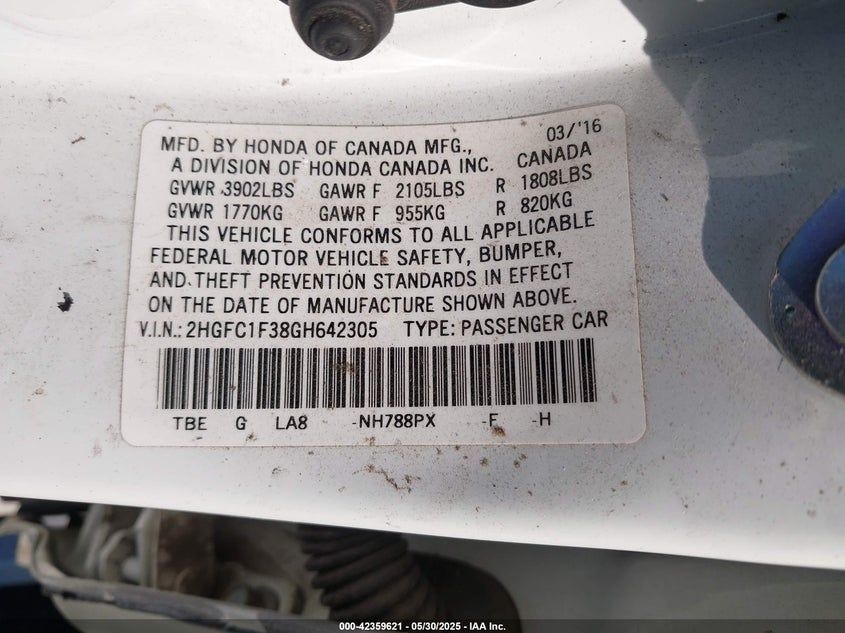 MFD. BY HONDA OF CANADA MFG., 03/'16
A DIVISION OF HONDA CANADA INC. CANADA
GVWR 3902LBS GAWR F 2105LBS R 1808LBS
GVWR 1770KG GAWR F 955KG R 820KG
THIS VEHICLE CONFORMS TO ALL APPLICABLE
FEDERAL MOTOR VEHICLE SAFETY, BUMPER,
AND THEFT PREVENTION STANDARDS IN EFFECT
ON THE DATE OF MANUFACTURE SHOWN ABOVE.
V.I.N.: 2HGFC1F38GH642305 TYPE: PASSENGER CAR
TBE G LA8 -NH788PX -F -H
000-42359621 - 05/30/2025 - IAA Inc.